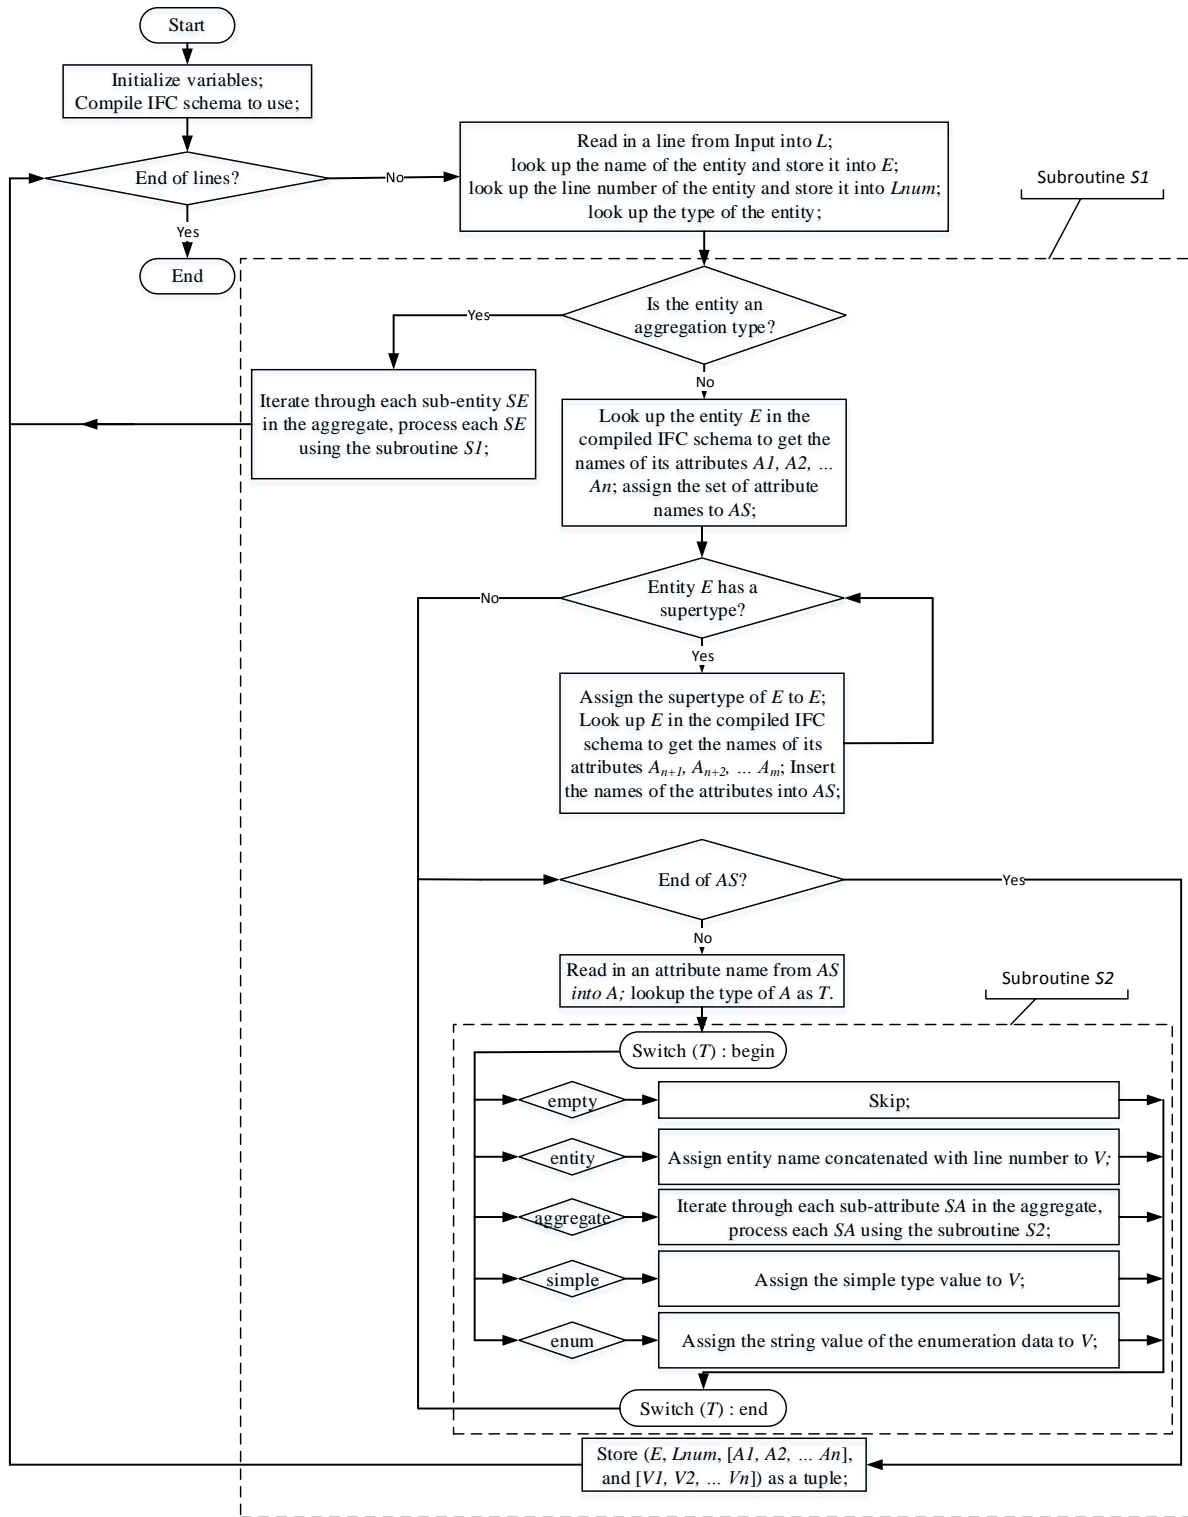 Start
Initialize variables;
Compile IFC schema to use;
End of lines?
No
Yes
End
Read in a line from Input into L;
look up the name of the entity and store it into E;
look up the line number of the entity and store it into Lnum;
look up the type of the entity;
Subroutine S1
Is the entity an
aggregation type?
Yes
No
Iterate through each sub-entity SE
in the aggregate, process each SE
using the subroutine S1;
Look up the entity E in the
compiled IFC schema to get the
names of its attributes A1, A2, ...
An; assign the set of attribute
names to AS;
Entity E has a
supertype?
No
Yes
Assign the supertype of E to E;
Look up E in the compiled IFC
schema to get the names of its
attributes An+1, An+2, ... Am; Insert
the names of the attributes into AS;
End of AS?
Yes
No
Read in an attribute name from AS
into A; lookup the type of A as T.
Subroutine S2
Switch (T) : begin
empty
Skip;
entity
Assign entity name concatenated with line number to V;
aggregate
Iterate through each sub-attribute SA in the aggregate,
process each SA using the subroutine S2;
simple
Assign the simple type value to V;
enum
Assign the string value of the enumeration data to V;
Switch (T) : end
Store (E, Lnum, [A1, A2, ... An],
and [V1, V2, ... Vn]) as a tuple;